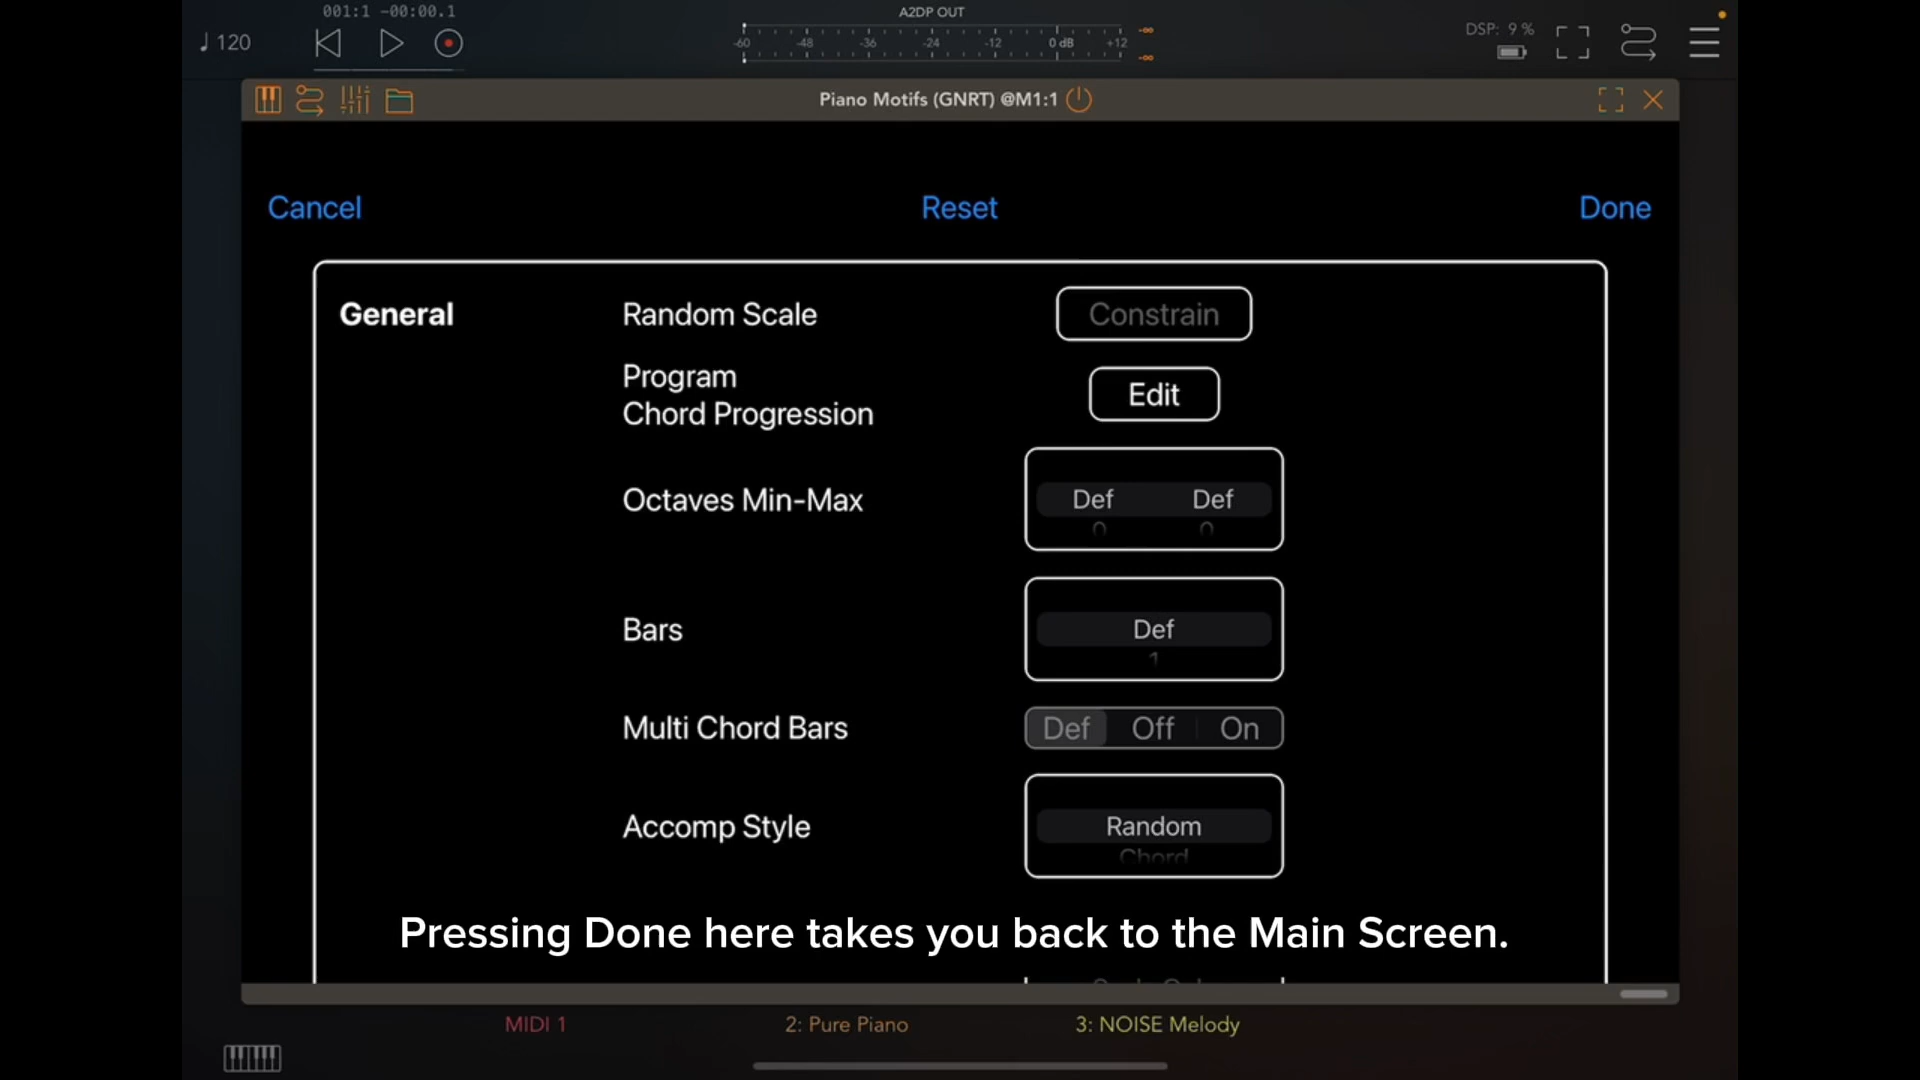 001:1 -00:00.1
A2DP OUT
♩120
-60 -48 -36 -24 -12 0 dB +12
-∞
-∞
DSP: 9 %
Piano Motifs (GNRT) @M1:1
Cancel Reset Done
General
Random Scale Constrain
Program
Chord Progression Edit
Octaves Min-Max Def Def
0 0
Bars Def
1
Multi Chord Bars Def Off On
Accomp Style Random
Chord
Pressing Done here takes you back to the Main Screen.
MIDI 1 2: Pure Piano 3: NOISE Melody